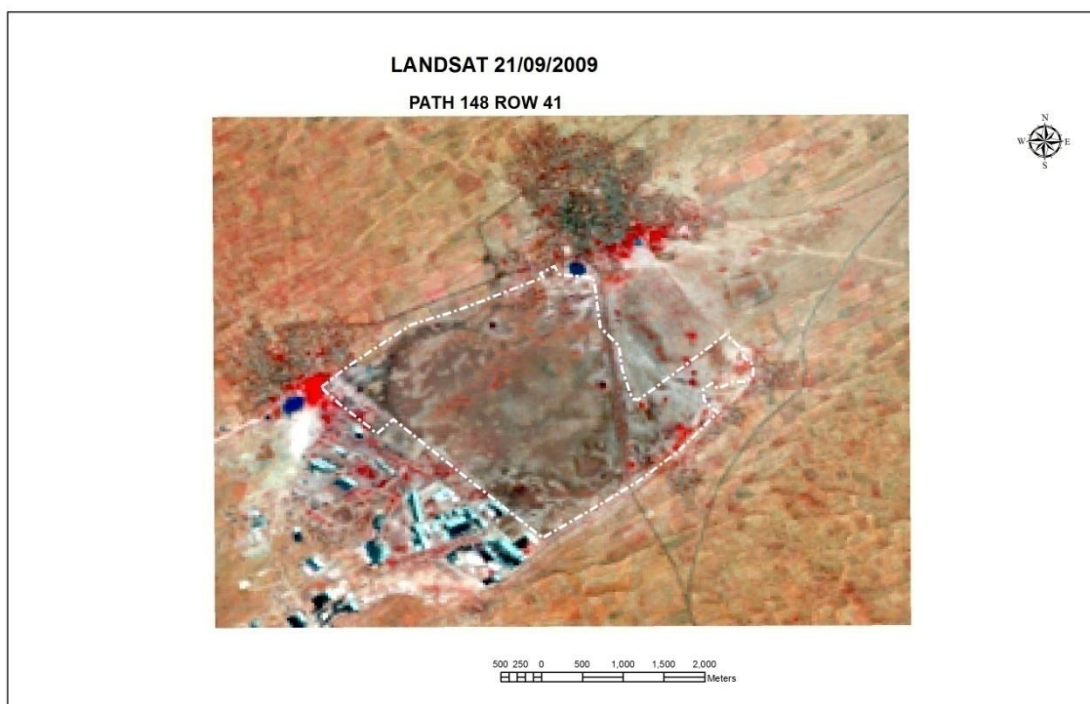 LANDSAT 21/09/2009
PATH 148 ROW 41
N
W E
S
500 250 0 500 1,000 1,500 2,000
Meters